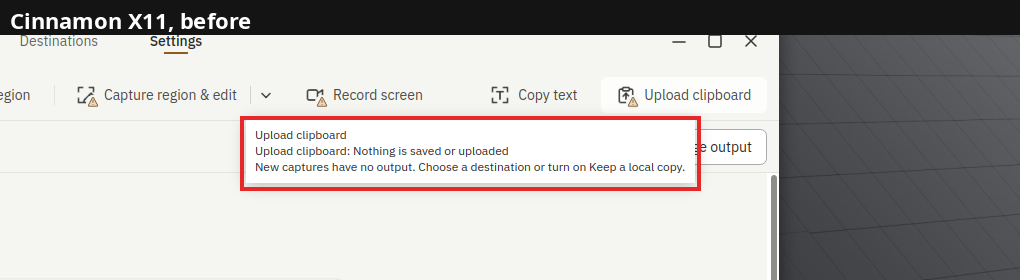 Cinnamon X11, before
Destinations Settings
egion Capture region & edit Record screen Copy text Upload clipboard
Upload clipboard
Upload clipboard: Nothing is saved or uploaded
New captures have no output. Choose a destination or turn on Keep a local copy.
e output